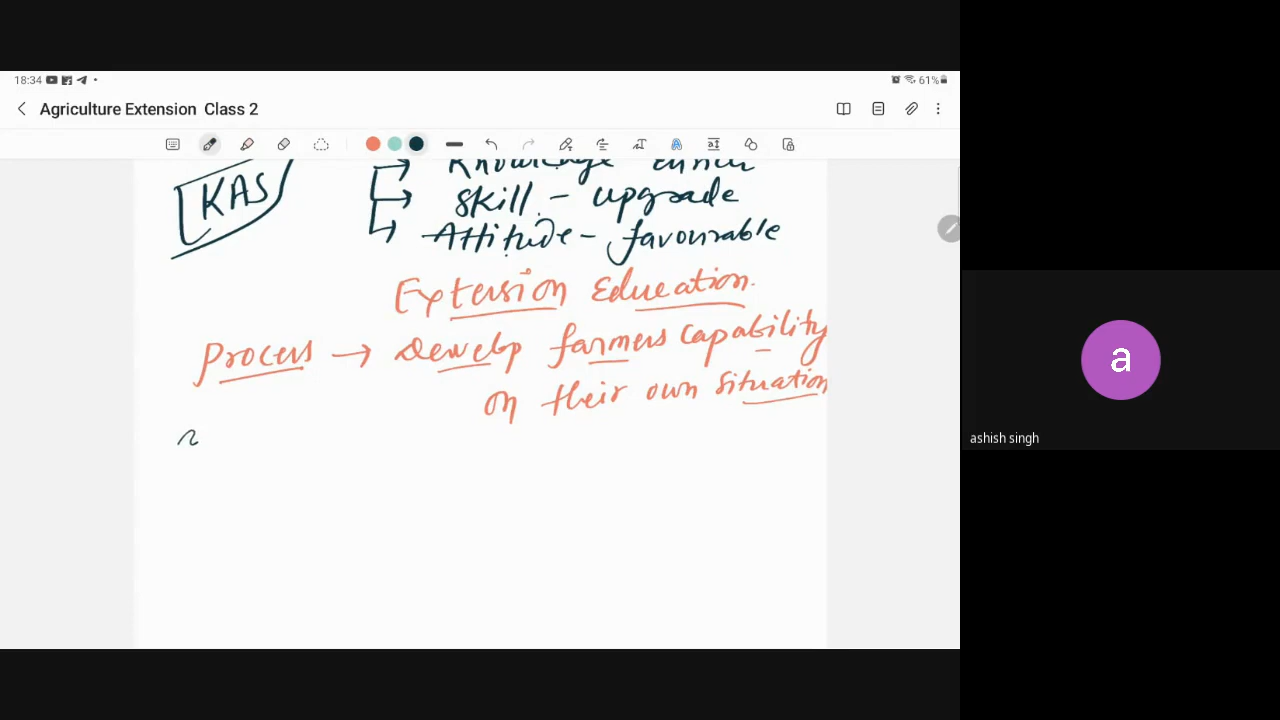 18:34
61%
Agriculture Extension Class 2
Knowledge
KAS
Skill - upgrade
Attitude - favourable
Extension Education.
Process → Develop farmers capability
on their own situation
a
ashish singh